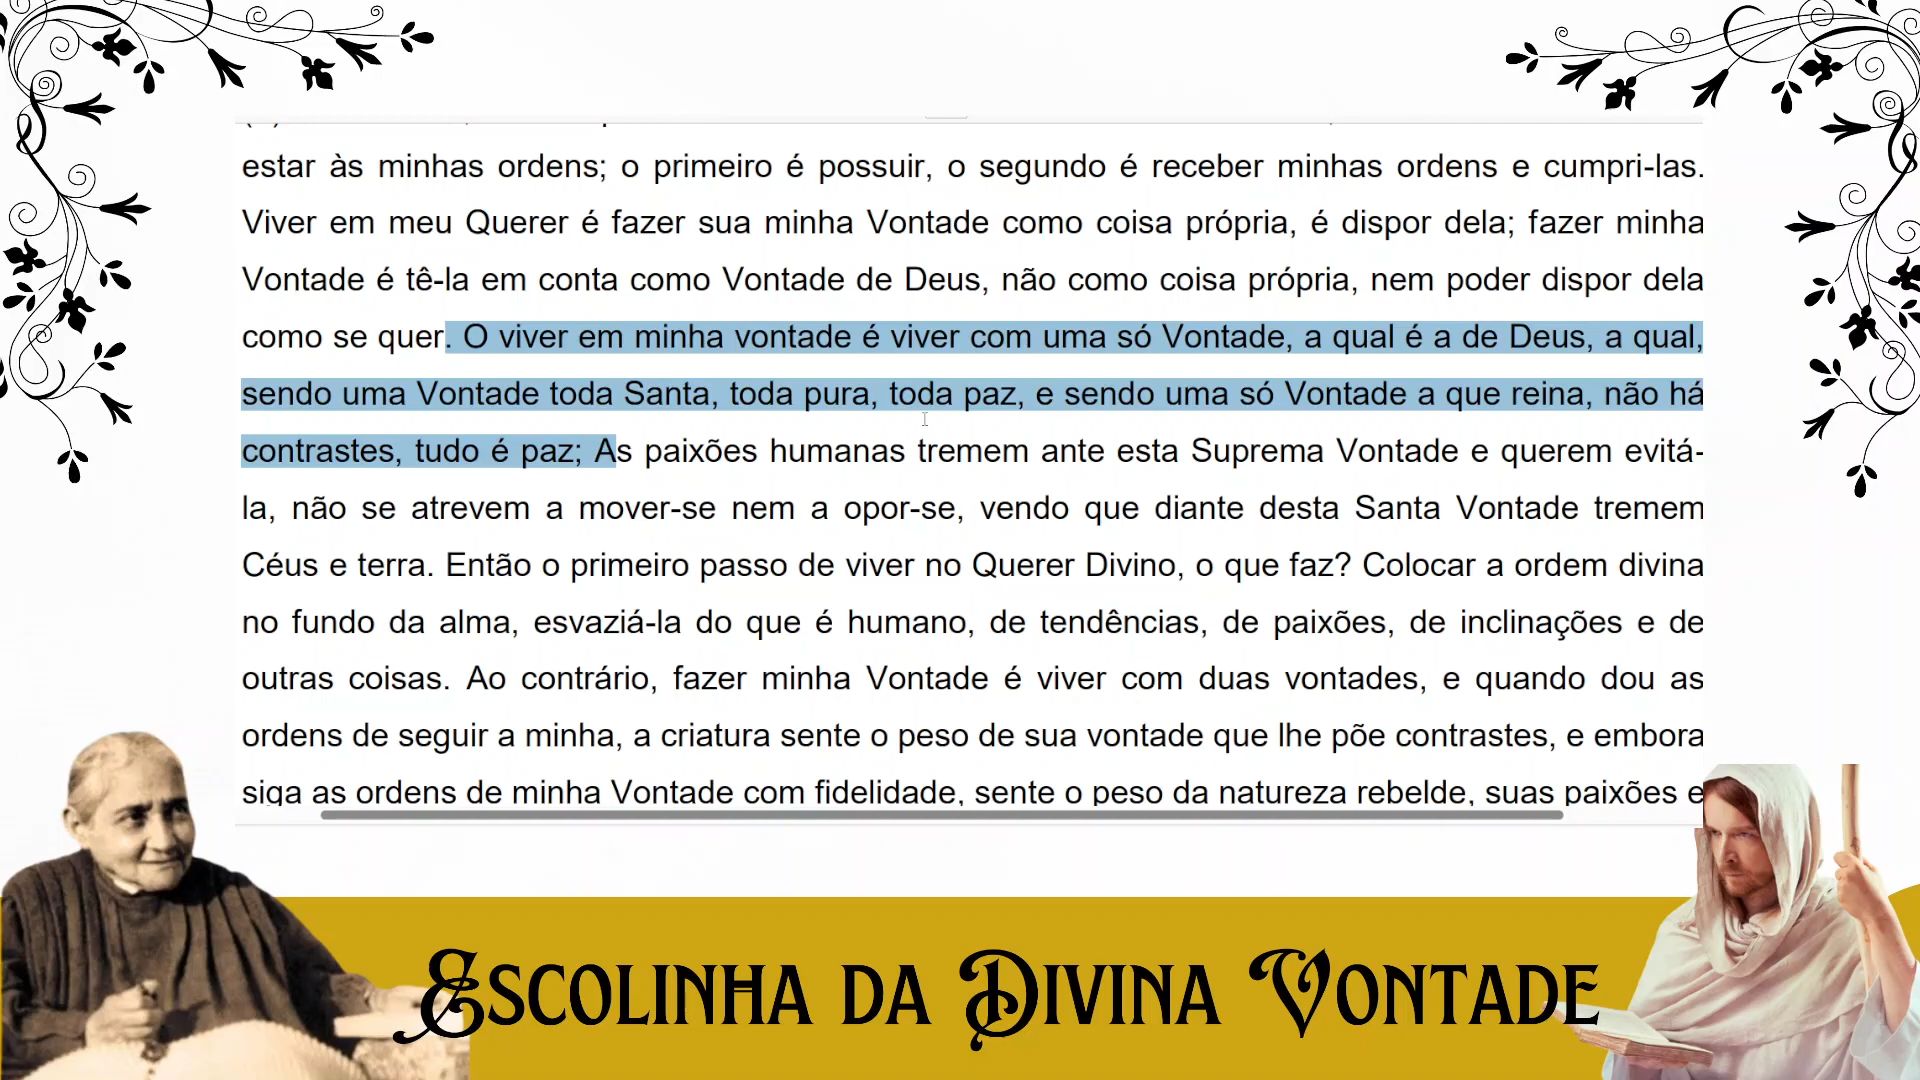 estar às minhas ordens; o primeiro é possuir, o segundo é receber minhas ordens e cumpri-las.
Viver em meu Querer é fazer sua minha Vontade como coisa própria, é dispor dela; fazer minha
Vontade é tê-la em conta como Vontade de Deus, não como coisa própria, nem poder dispor dela
como se quer. O viver em minha vontade é viver com uma só Vontade, a qual é a de Deus, a qual,
sendo uma Vontade toda Santa, toda pura, toda paz, e sendo uma só Vontade a que reina, não há
contrastes, tudo é paz; As paixões humanas tremem ante esta Suprema Vontade e querem evitá-
la, não se atrevem a mover-se nem a opor-se, vendo que diante desta Santa Vontade tremem
Céus e terra. Então o primeiro passo de viver no Querer Divino, o que faz? Colocar a ordem divina
no fundo da alma, esvaziá-la do que é humano, de tendências, de paixões, de inclinações e de
outras coisas. Ao contrário, fazer minha Vontade é viver com duas vontades, e quando dou as
ordens de seguir a minha, a criatura sente o peso de sua vontade que lhe põe contrastes, e embora
siga as ordens de minha Vontade com fidelidade, sente o peso da natureza rebelde, suas paixões e
Escolinha da Divina Vontade